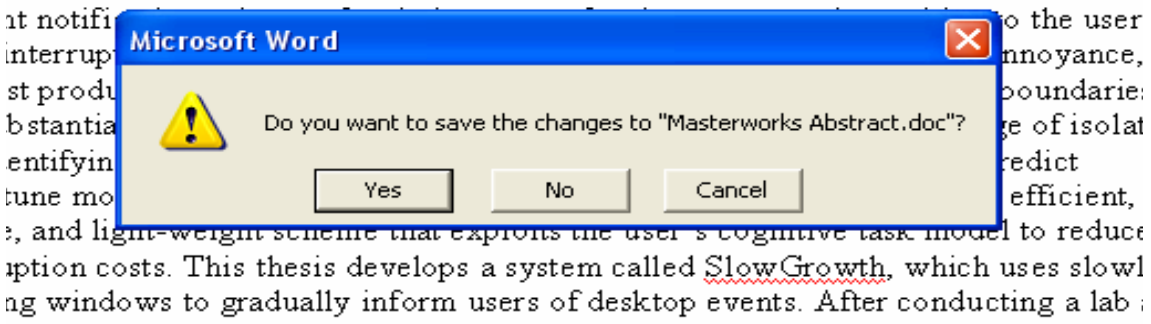 nt notifi o the user
Microsoft Word
interrup nnoyance,
st produ boundaries
Do you want to save the changes to "Masterworks Abstract.doc"?
bstantia ge of isolat
entifyin redict
Yes No Cancel
tune mo efficient,
e, and light-weight scheme that exploits the user's cognitive task model to reduce
uption costs. This thesis develops a system called SlowGrowth, which uses slowl
ng windows to gradually inform users of desktop events. After conducting a lab